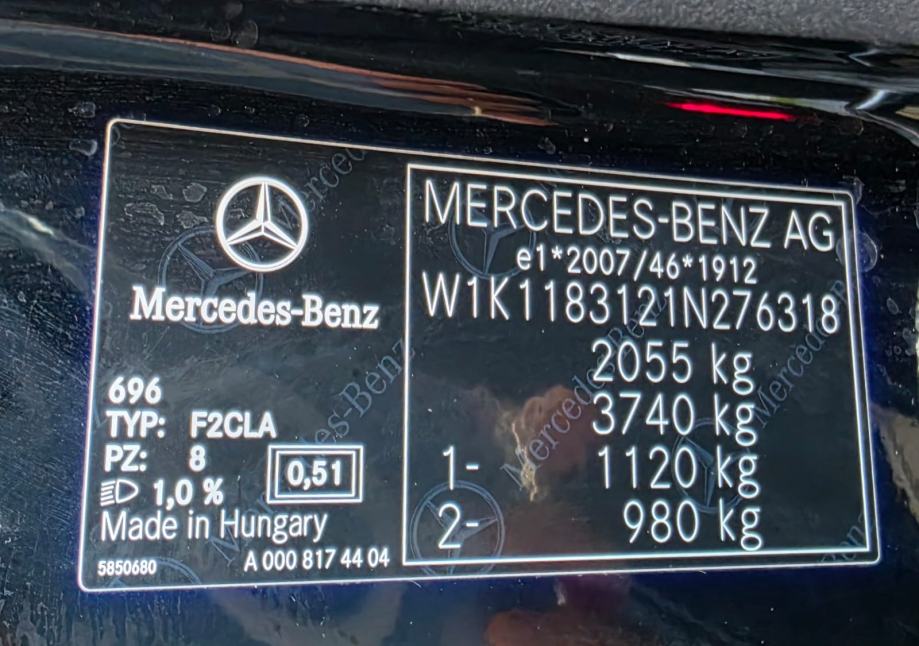 Mercedes-Benz
696
TYP: F2CLA
PZ: 8
0,51
1,0 %
Made in Hungary
5850680 A 000 817 44 04
MERCEDES-BENZ AG
e1*2007/46*1912
W1K1183121N276318
2055 kg
3740 kg
1- 1120 kg
2- 980 kg